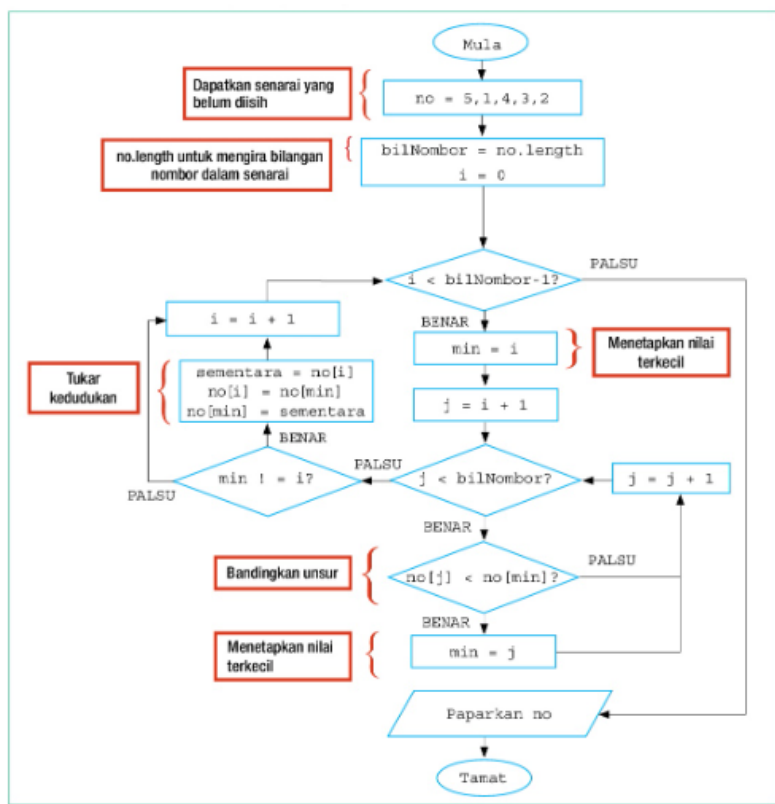 Mula
Dapatkan senarai yang
belum diisih
no = 5,1,4,3,2
no.length untuk mengira bilangan
nombor dalam senarai
bilNombor = no.length
i = 0
i < bilNombor-1?
PALSU
BENAR
i = i + 1
min = i
Menetapkan nilai
terkecil
Tukar
kedudukan
sementara = no[i]
no[i] = no[min]
no[min] = sementara
j = i + 1
BENAR
PALSU
min ! = i?
PALSU
j < bilNombor?
j = j + 1
BENAR
Bandingkan unsur
no[j] < no[min]?
PALSU
BENAR
Menetapkan nilai
terkecil
min = j
Paparkan no
Tamat